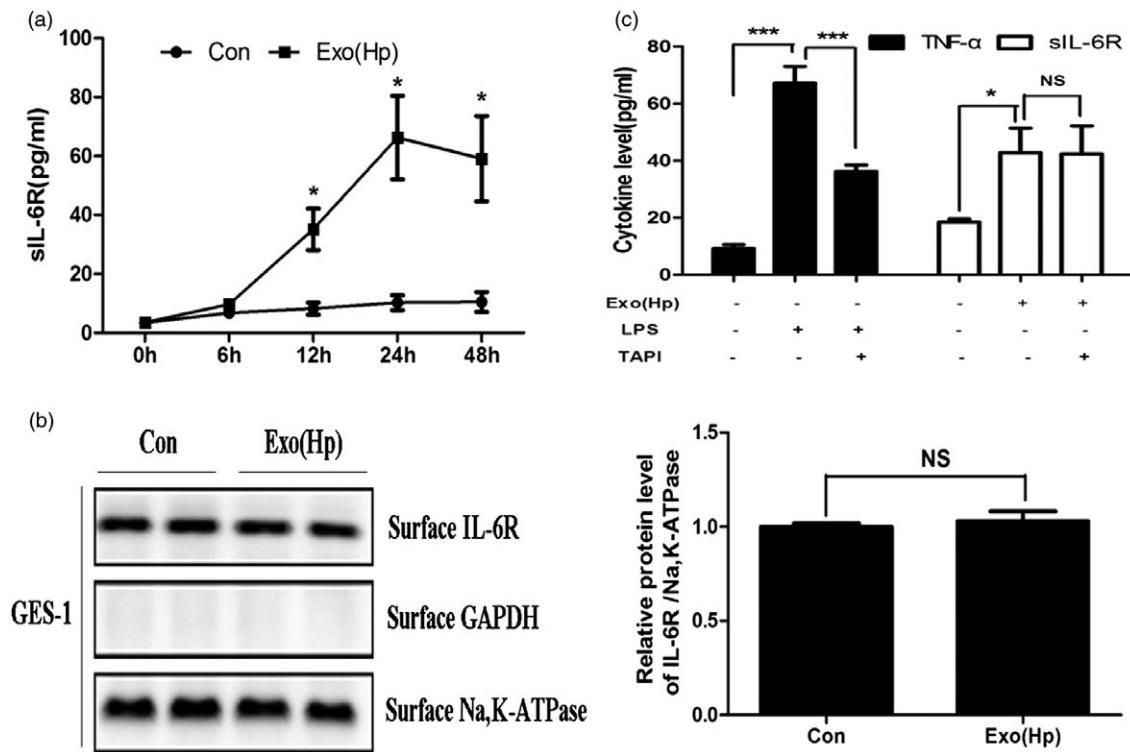 (a)
100
80
60
40
20
0
sIL-6R(pg/ml)
Con
Exo(Hp)
*
*
*
0h
6h
12h
24h
48h
(c)
TNF-α
sIL-6R
80
60
40
20
0
Cytokine level(pg/ml)
***
***
*
NS
Exo(Hp) - - - - + +
LPS - + + - - -
TAPI - - + - - +
(b)
Con Exo(Hp)
GES-1
Surface IL-6R
Surface GAPDH
Surface Na,K-ATPase
1.5
1.0
0.5
0.0
Relative protein level
of IL-6R /Na,K-ATPase
NS
Con
Exo(Hp)